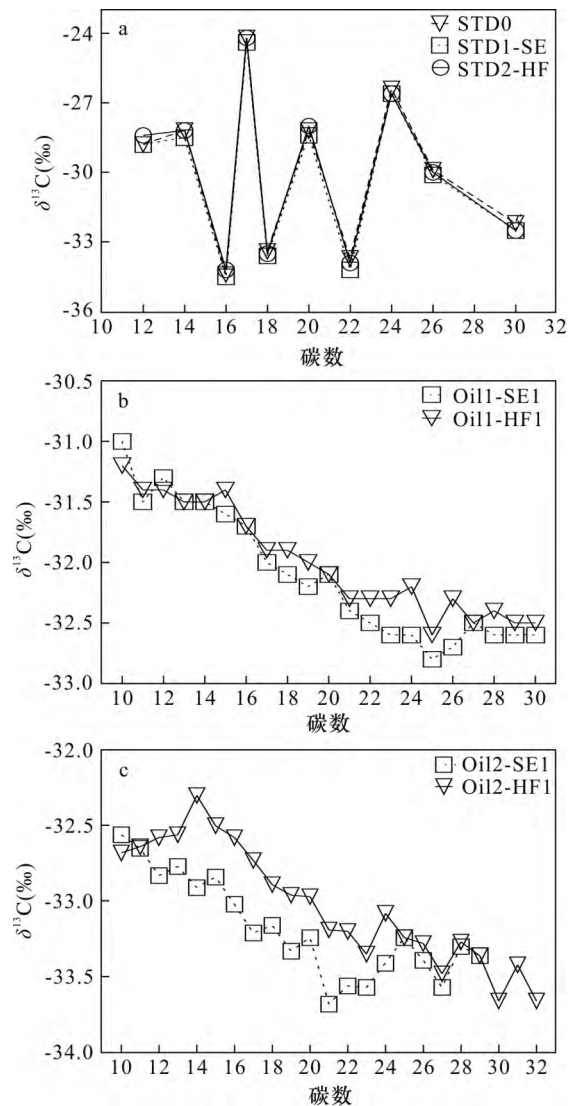 a
STD0
STD1-SE
STD2-HF
δ¹³C(‰)
-24
-27
-30
-33
-36
10 12 14 16 18 20 22 24 26 28 30 32
碳数
b
Oil1-SE1
Oil1-HF1
δ¹³C(‰)
-30.5
-31.0
-31.5
-32.0
-32.5
-33.0
10 12 14 16 18 20 22 24 26 28 30
碳数
c
Oil2-SE1
Oil2-HF1
δ¹³C(‰)
-32.0
-32.5
-33.0
-33.5
-34.0
10 12 14 16 18 20 22 24 26 28 30 32
碳数